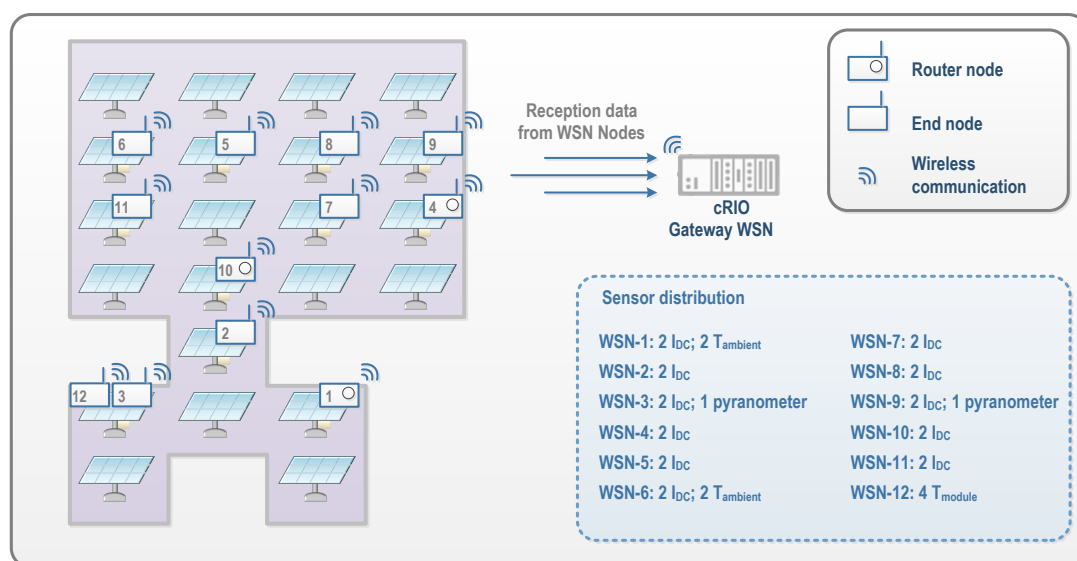 Reception data
from WSN Nodes
Router node
End node
Wireless
communication
cRIO
Gateway WSN
6
5
8
9
11
7
4
10
2
12
3
1
Sensor distribution
WSN-1: 2 IDC; 2 Tambient
WSN-2: 2 IDC
WSN-3: 2 IDC; 1 pyranometer
WSN-4: 2 IDC
WSN-5: 2 IDC
WSN-6: 2 IDC; 2 Tambient
WSN-7: 2 IDC
WSN-8: 2 IDC
WSN-9: 2 IDC; 1 pyranometer
WSN-10: 2 IDC
WSN-11: 2 IDC
WSN-12: 4 Tmodule